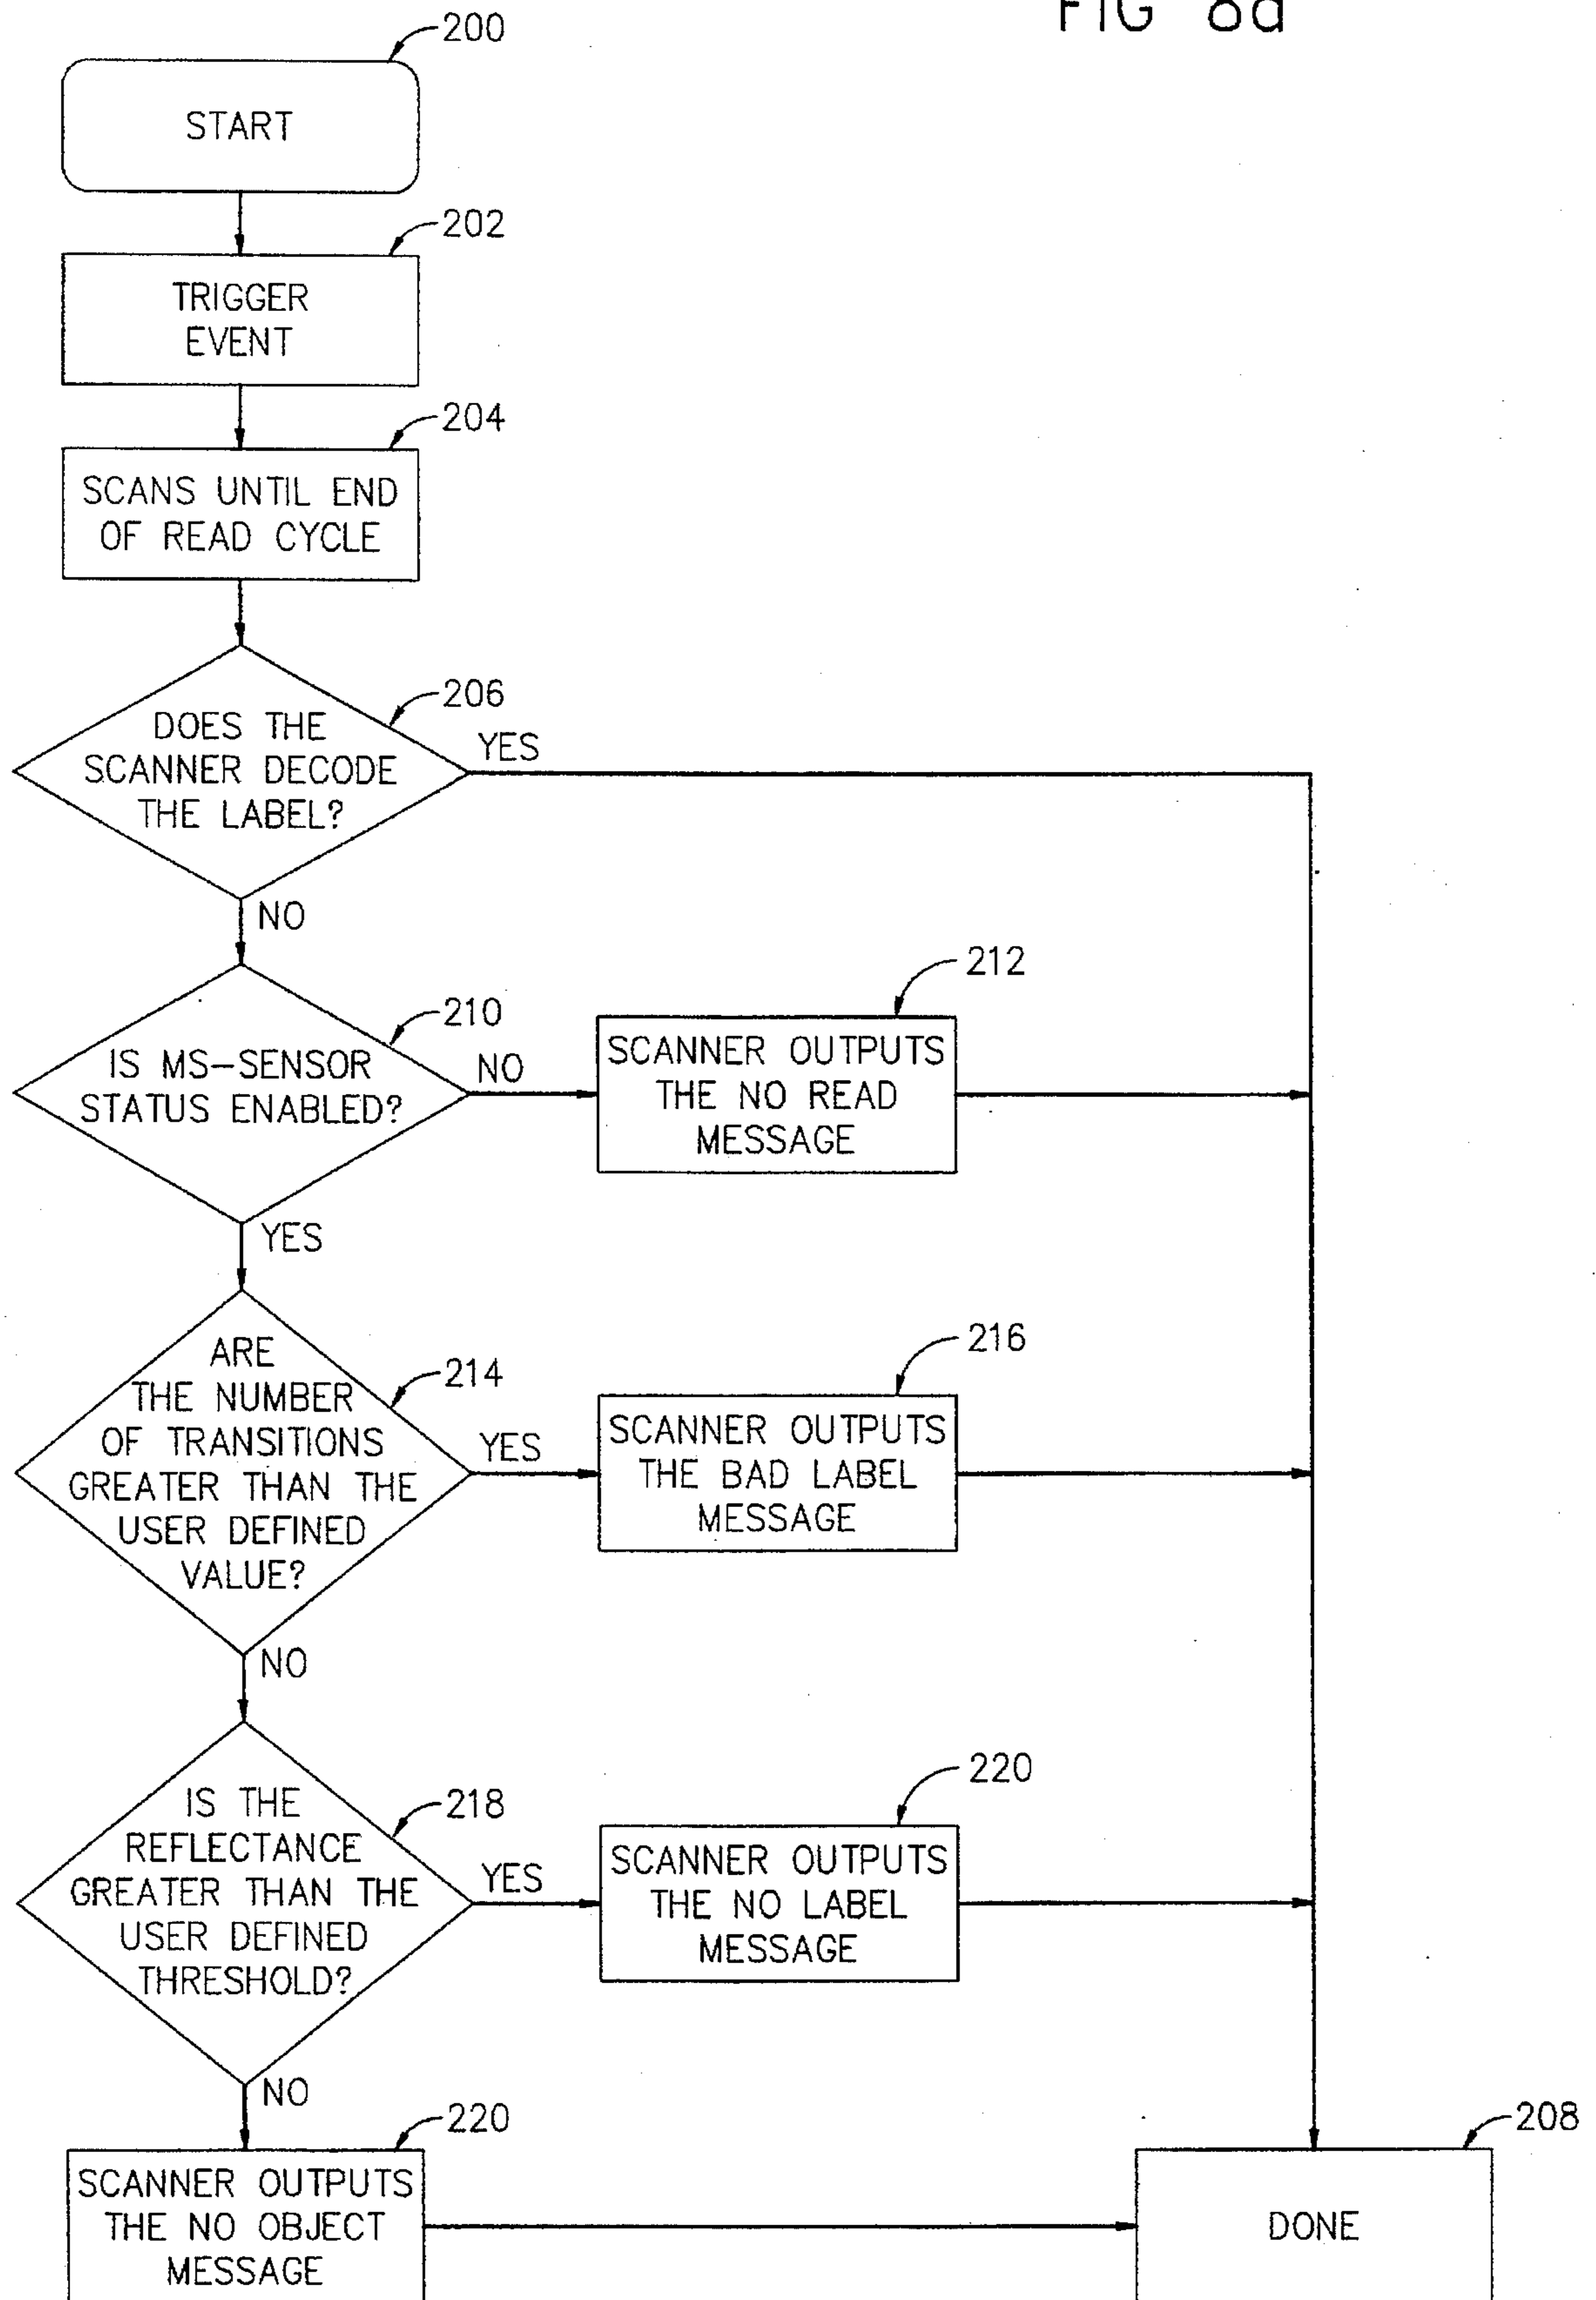 FIG 8a
200
START
202
TRIGGER
EVENT
204
SCANS UNTIL END
OF READ CYCLE
206
DOES THE
SCANNER DECODE
THE LABEL?
YES
NO
210
IS MS-SENSOR
STATUS ENABLED?
NO
212
SCANNER OUTPUTS
THE NO READ
MESSAGE
YES
214
ARE
THE NUMBER
OF TRANSITIONS
GREATER THAN THE
USER DEFINED
VALUE?
YES
216
SCANNER OUTPUTS
THE BAD LABEL
MESSAGE
NO
218
IS THE
REFLECTANCE
GREATER THAN THE
USER DEFINED
THRESHOLD?
YES
220
SCANNER OUTPUTS
THE NO LABEL
MESSAGE
NO
220
SCANNER OUTPUTS
THE NO OBJECT
MESSAGE
208
DONE